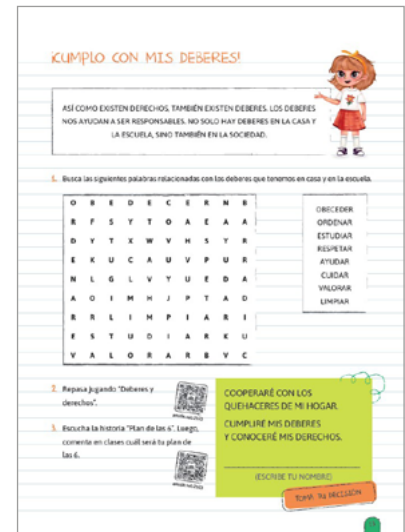 ¡CUMPLO CON MIS DEBERES!
ASÍ COMO EXISTEN DERECHOS, TAMBIÉN EXISTEN DEBERES. LOS DEBERES
NOS AYUDAN A SER RESPONSABLES. NO SOLO HAY DEBERES EN LA CASA Y
LA ESCUELA, SINO TAMBIÉN EN LA SOCIEDAD.
1. Busca las siguientes palabras relacionadas con los deberes que tenemos en casa y en la escuela.
O B E D E C E R N B
R F S Y T O A E A A
D Y T X W V H S Y R
E K U C A U V P U R
N L G L V Y U E D A
A O I M H J P T A D
R R L I M P I A R I
E S T U D I A R K U
V A L O R A R B V C
OBECEDER
ORDENAR
ESTUDIAR
RESPETAR
AYUDAR
CUIDAR
VALORAR
LIMPIAR
2. Repasa jugando "Deberes y
derechos".
3. Escucha la historia "Plan de las 6". Luego,
comenta en clases cuál será tu plan de
las 6.
COOPERARÉ CON LOS
QUEHACERES DE MI HOGAR.
CUMPLIRÉ MIS DEBERES
Y CONOCERÉ MIS DERECHOS.
(ESCRIBE TU NOMBRE)
TOMA TU DECISIÓN